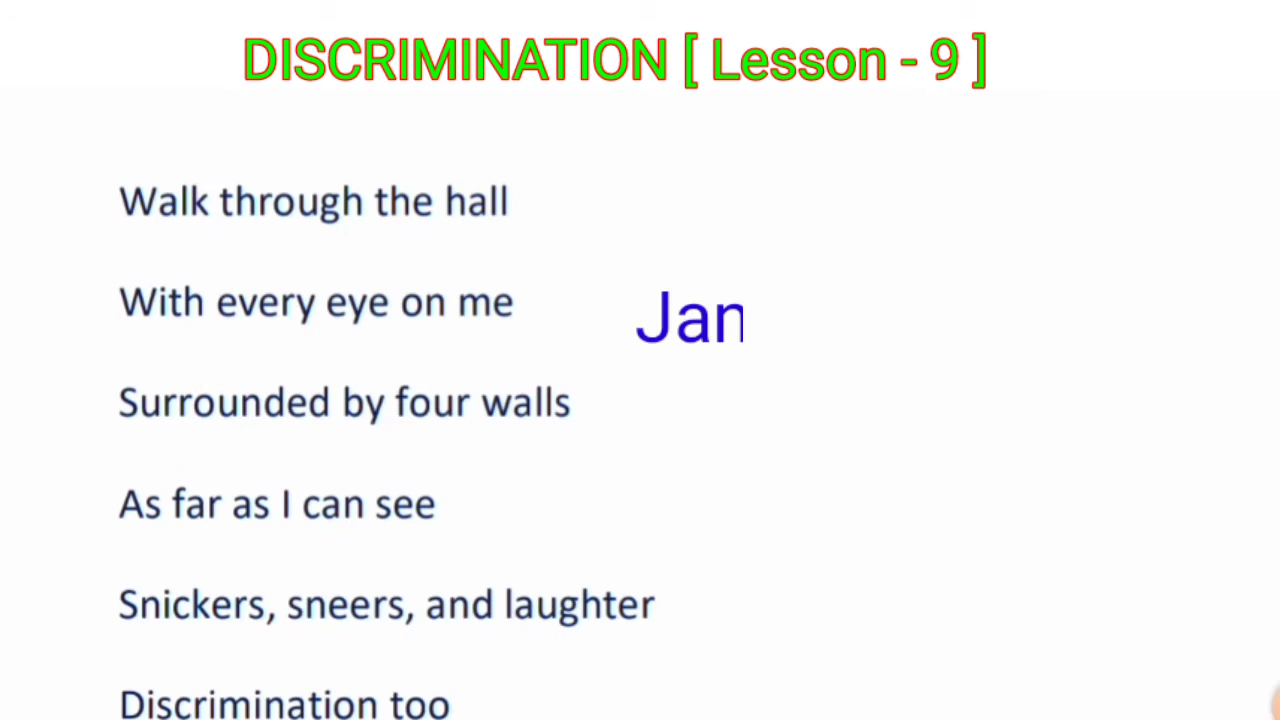 DISCRIMINATION [ Lesson - 9 ]
Walk through the hall
With every eye on me
Jan
Surrounded by four walls
As far as I can see
Snickers, sneers, and laughter
Discrimination too